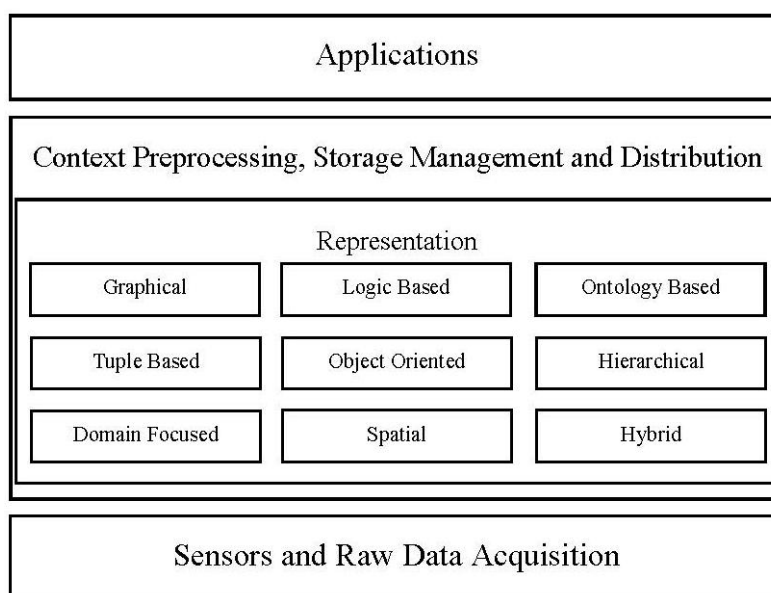 Applications
Context Preprocessing, Storage Management and Distribution
Representation
Graphical
Logic Based
Ontology Based
Tuple Based
Object Oriented
Hierarchical
Domain Focused
Spatial
Hybrid
Sensors and Raw Data Acquisition